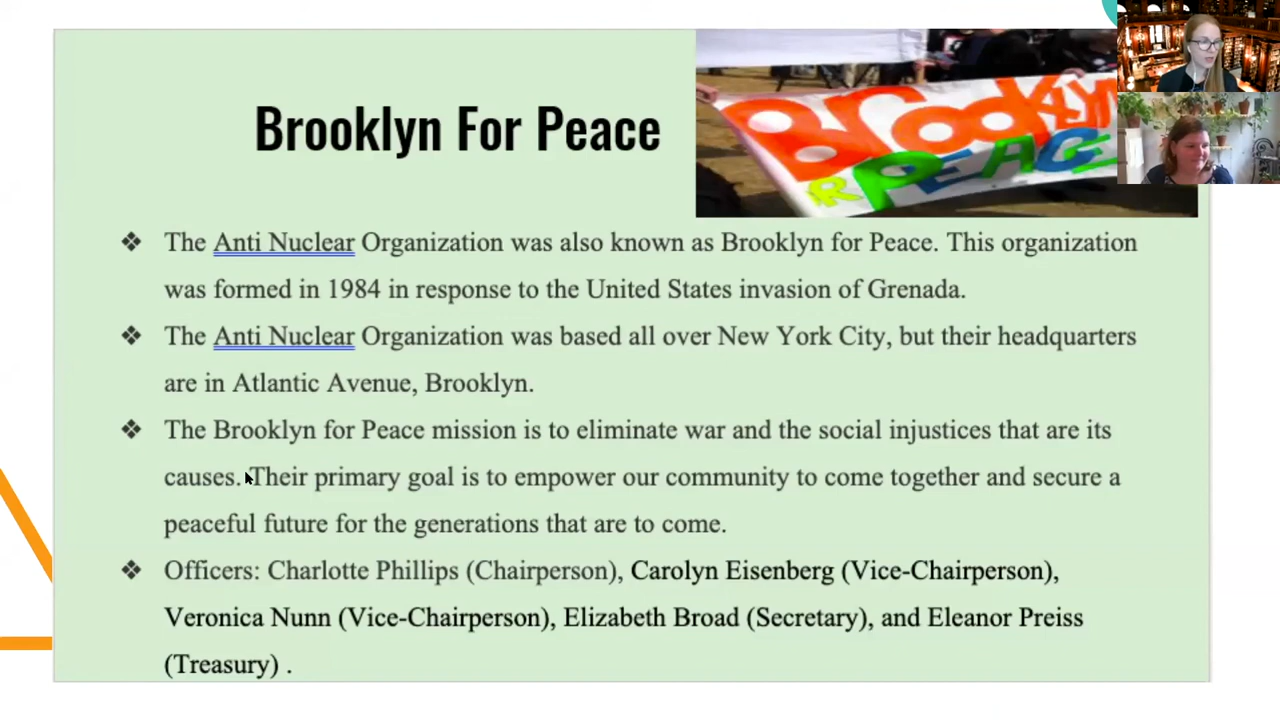 Brooklyn For Peace
BROOKLYN
FOR PEACE
❖ The Anti Nuclear Organization was also known as Brooklyn for Peace. This organization
was formed in 1984 in response to the United States invasion of Grenada.
❖ The Anti Nuclear Organization was based all over New York City, but their headquarters
are in Atlantic Avenue, Brooklyn.
❖ The Brooklyn for Peace mission is to eliminate war and the social injustices that are its
causes. Their primary goal is to empower our community to come together and secure a
peaceful future for the generations that are to come.
❖ Officers: Charlotte Phillips (Chairperson), Carolyn Eisenberg (Vice-Chairperson),
Veronica Nunn (Vice-Chairperson), Elizabeth Broad (Secretary), and Eleanor Preiss
(Treasury) .